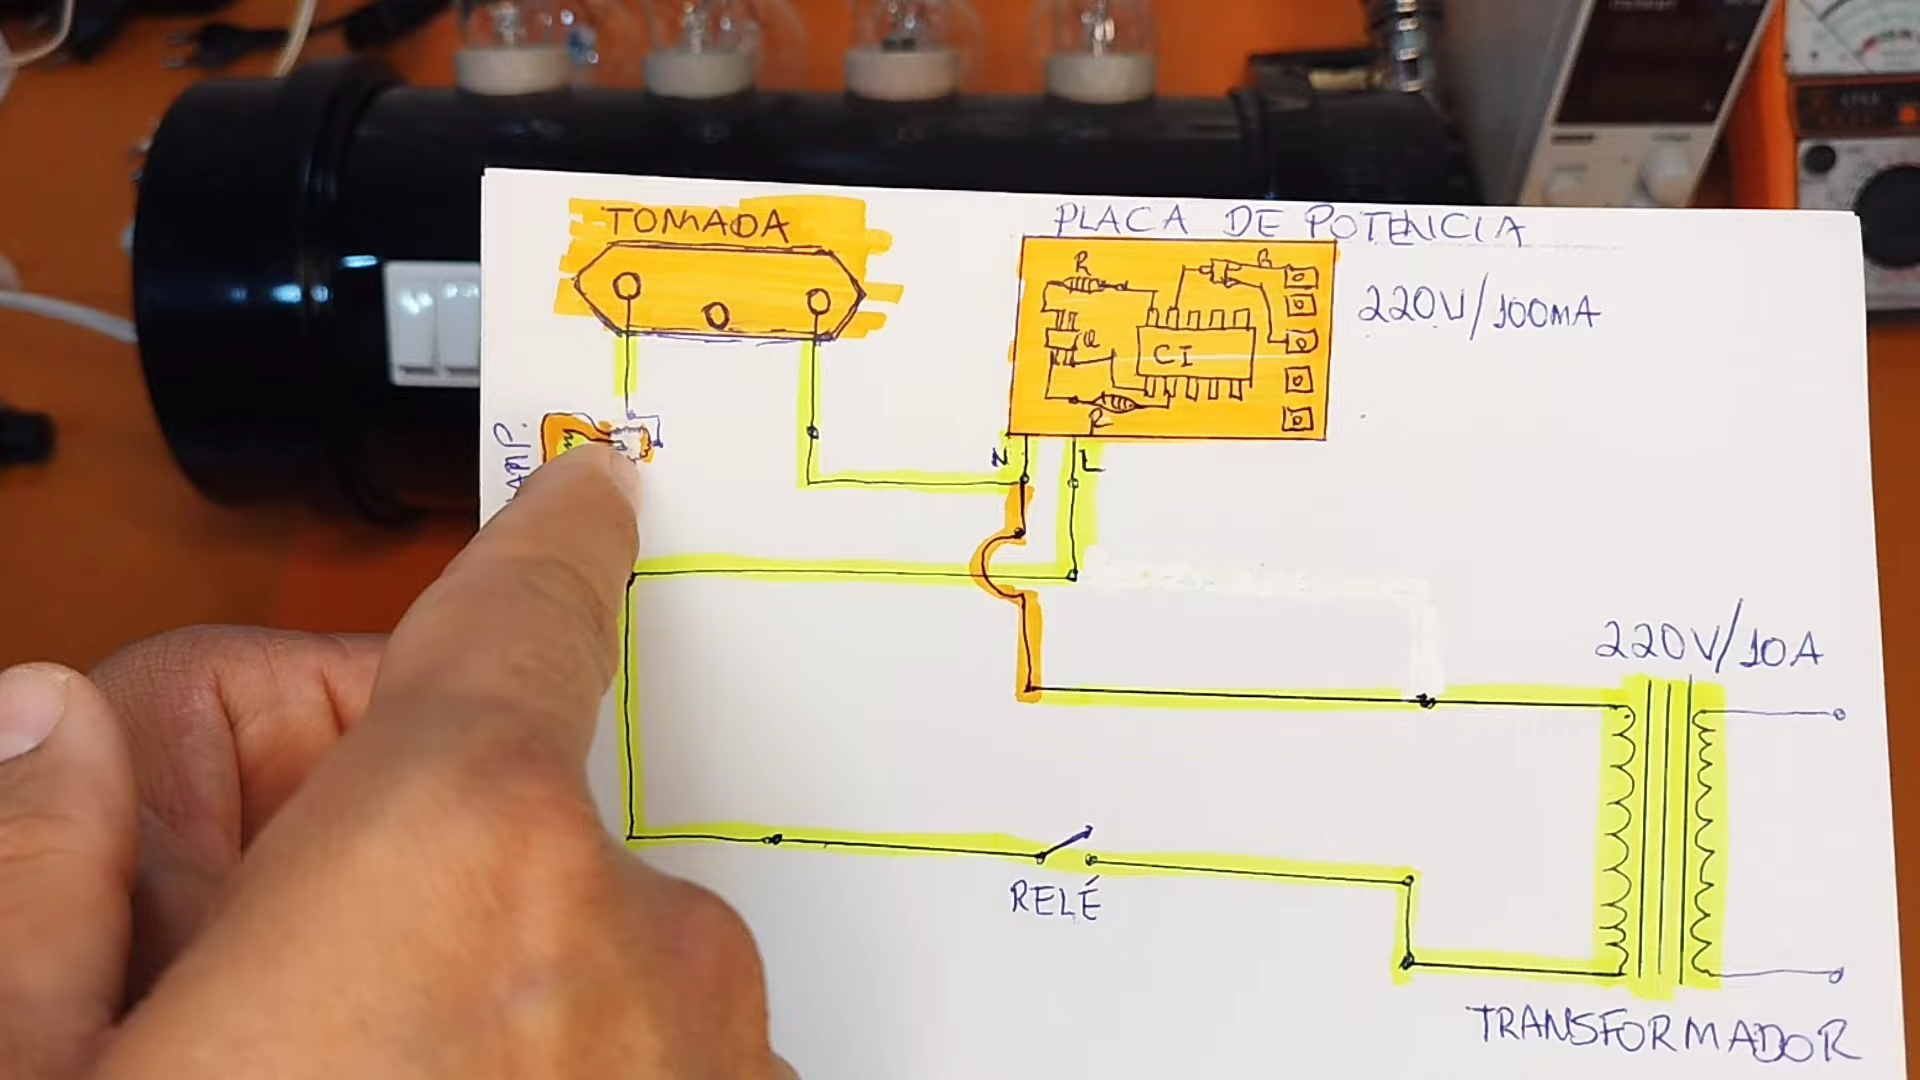 TOMADA
PLACA DE POTENCIA
220V/100mA
R
R
Q
CI
R
N
L
220V/10A
RELÉ
TRANSFORMADOR